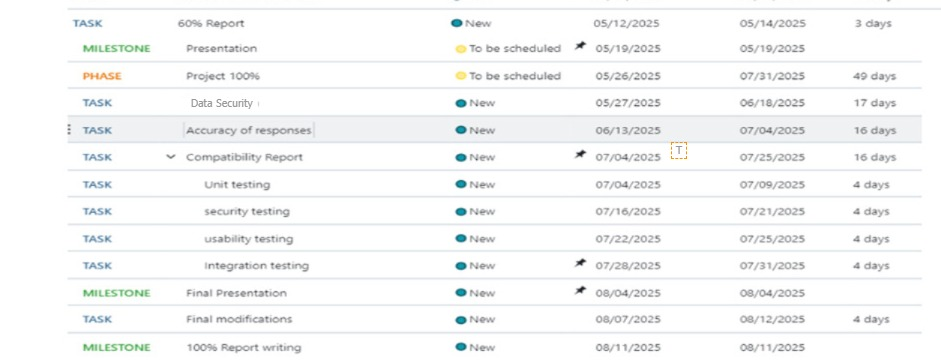 TASK 60% Report New 05/12/2025 05/14/2025 3 days
MILESTONE Presentation To be scheduled 05/19/2025 05/19/2025
PHASE Project 100% To be scheduled 05/26/2025 07/31/2025 49 days
TASK Data Security New 05/27/2025 06/18/2025 17 days
TASK Accuracy of responses New 06/13/2025 07/04/2025 16 days
TASK Compatibility Report New 07/04/2025 T 07/25/2025 16 days
TASK Unit testing New 07/04/2025 07/09/2025 4 days
TASK security testing New 07/16/2025 07/21/2025 4 days
TASK usability testing New 07/22/2025 07/25/2025 4 days
TASK Integration testing New 07/28/2025 07/31/2025 4 days
MILESTONE Final Presentation New 08/04/2025 08/04/2025
TASK Final modifications New 08/07/2025 08/12/2025 4 days
MILESTONE 100% Report writing New 08/11/2025 08/11/2025